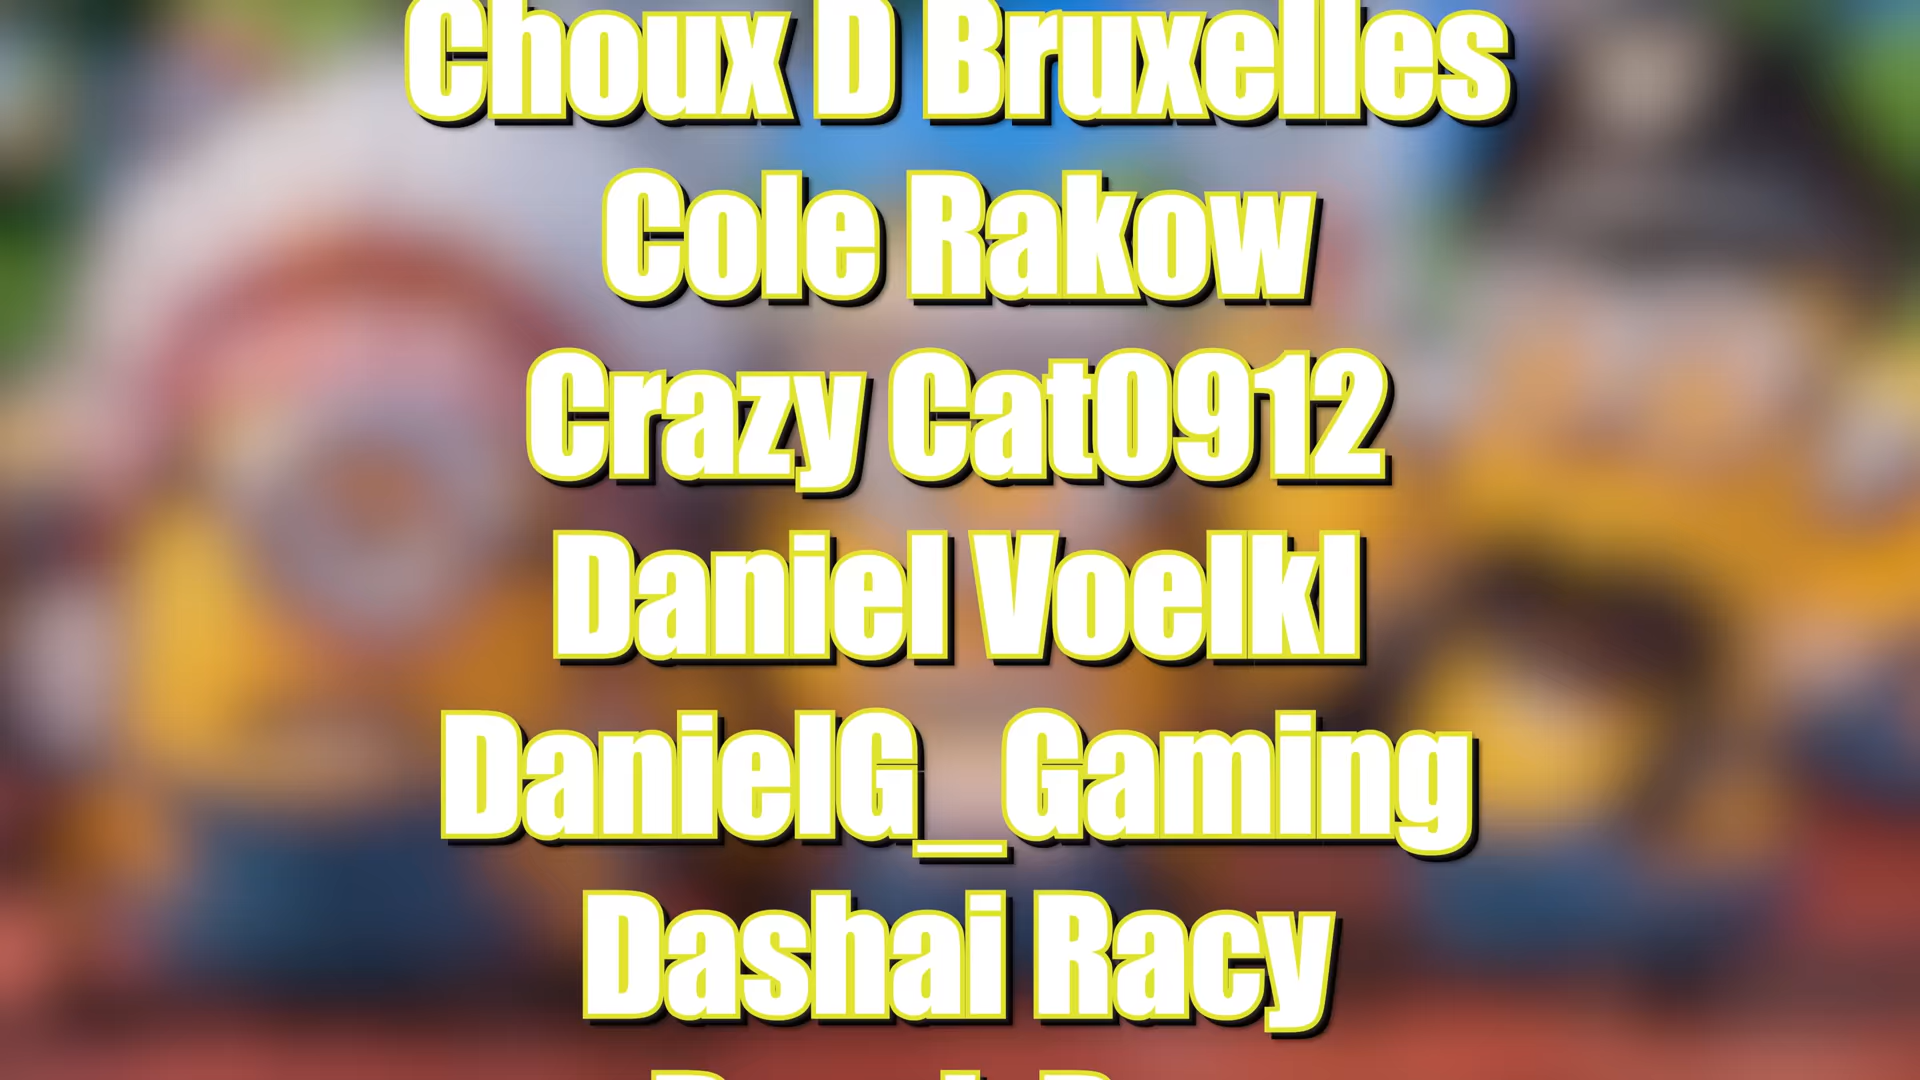 Choux D Bruxelles
Cole Rakow
Crazy Cat0912
Daniel Voelkl
DanielG_Gaming
Dashai Racy